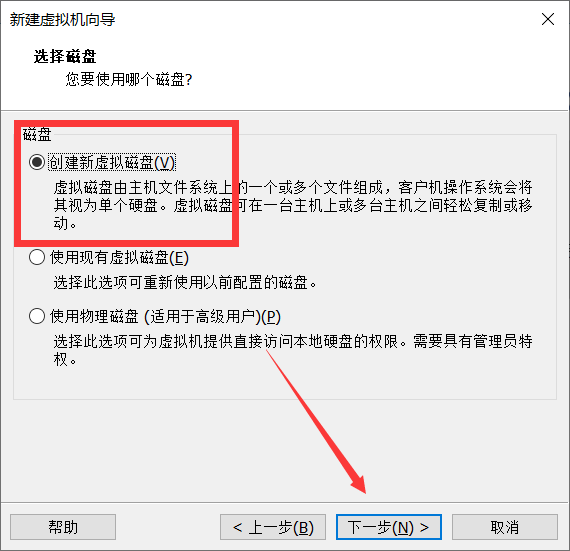 新建虚拟机向导
选择磁盘
您要使用哪个磁盘?
磁盘
创建新虚拟磁盘(V)
虚拟磁盘由主机文件系统上的一个或多个文件组成，客户机操作系统会将
其视为单个硬盘。虚拟磁盘可在一台主机上或多台主机之间轻松复制或移
动。
使用现有虚拟磁盘(E)
选择此选项可重新使用以前配置的磁盘。
使用物理磁盘 (适用于高级用户)(P)
选择此选项可为虚拟机提供直接访问本地硬盘的权限。需要具有管理员特
权。
帮助
< 上一步(B)
下一步(N) >
取消